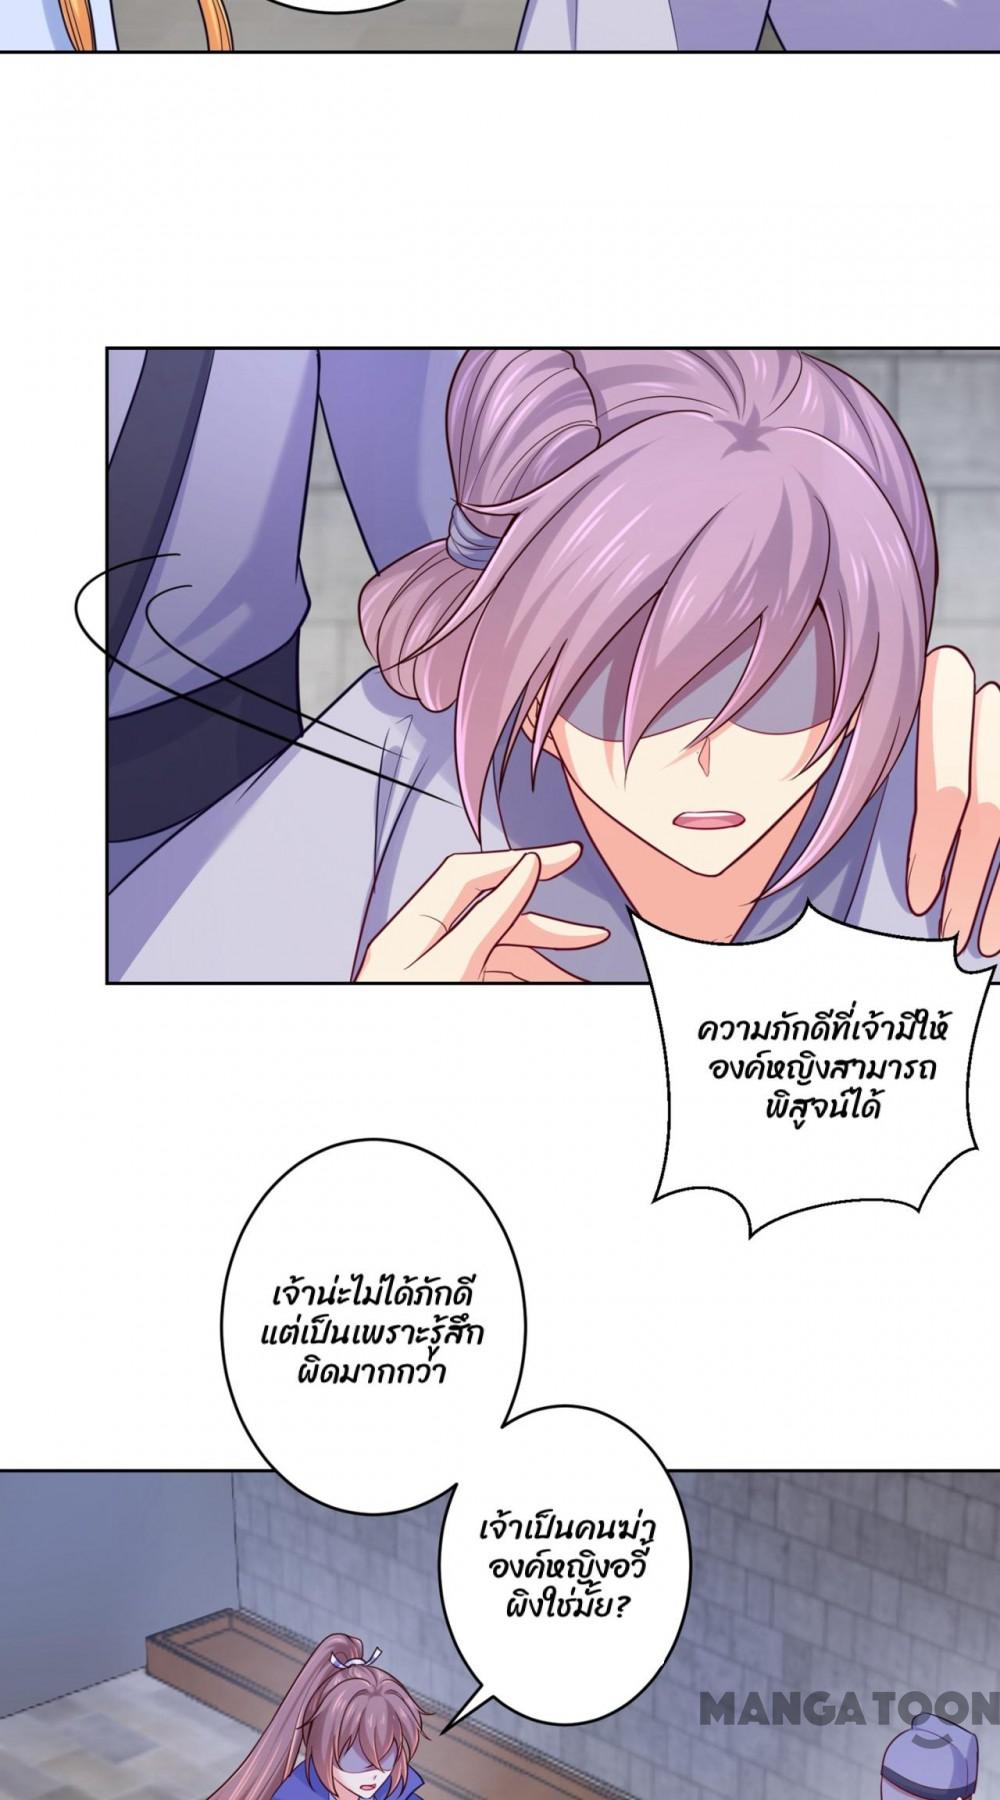 ความภักดีที่เจ้ามีให้
องค์หญิงสามารถ
พิสูจน์ได้
เจ้าน่ะไม่ได้ภักดี
แต่เป็นเพราะรู้สึก
ผิดมากกว่า
เจ้าเป็นคนฆ่า
องค์หญิงอวี้
ผิงใช่มั้ย?
MANGATOON